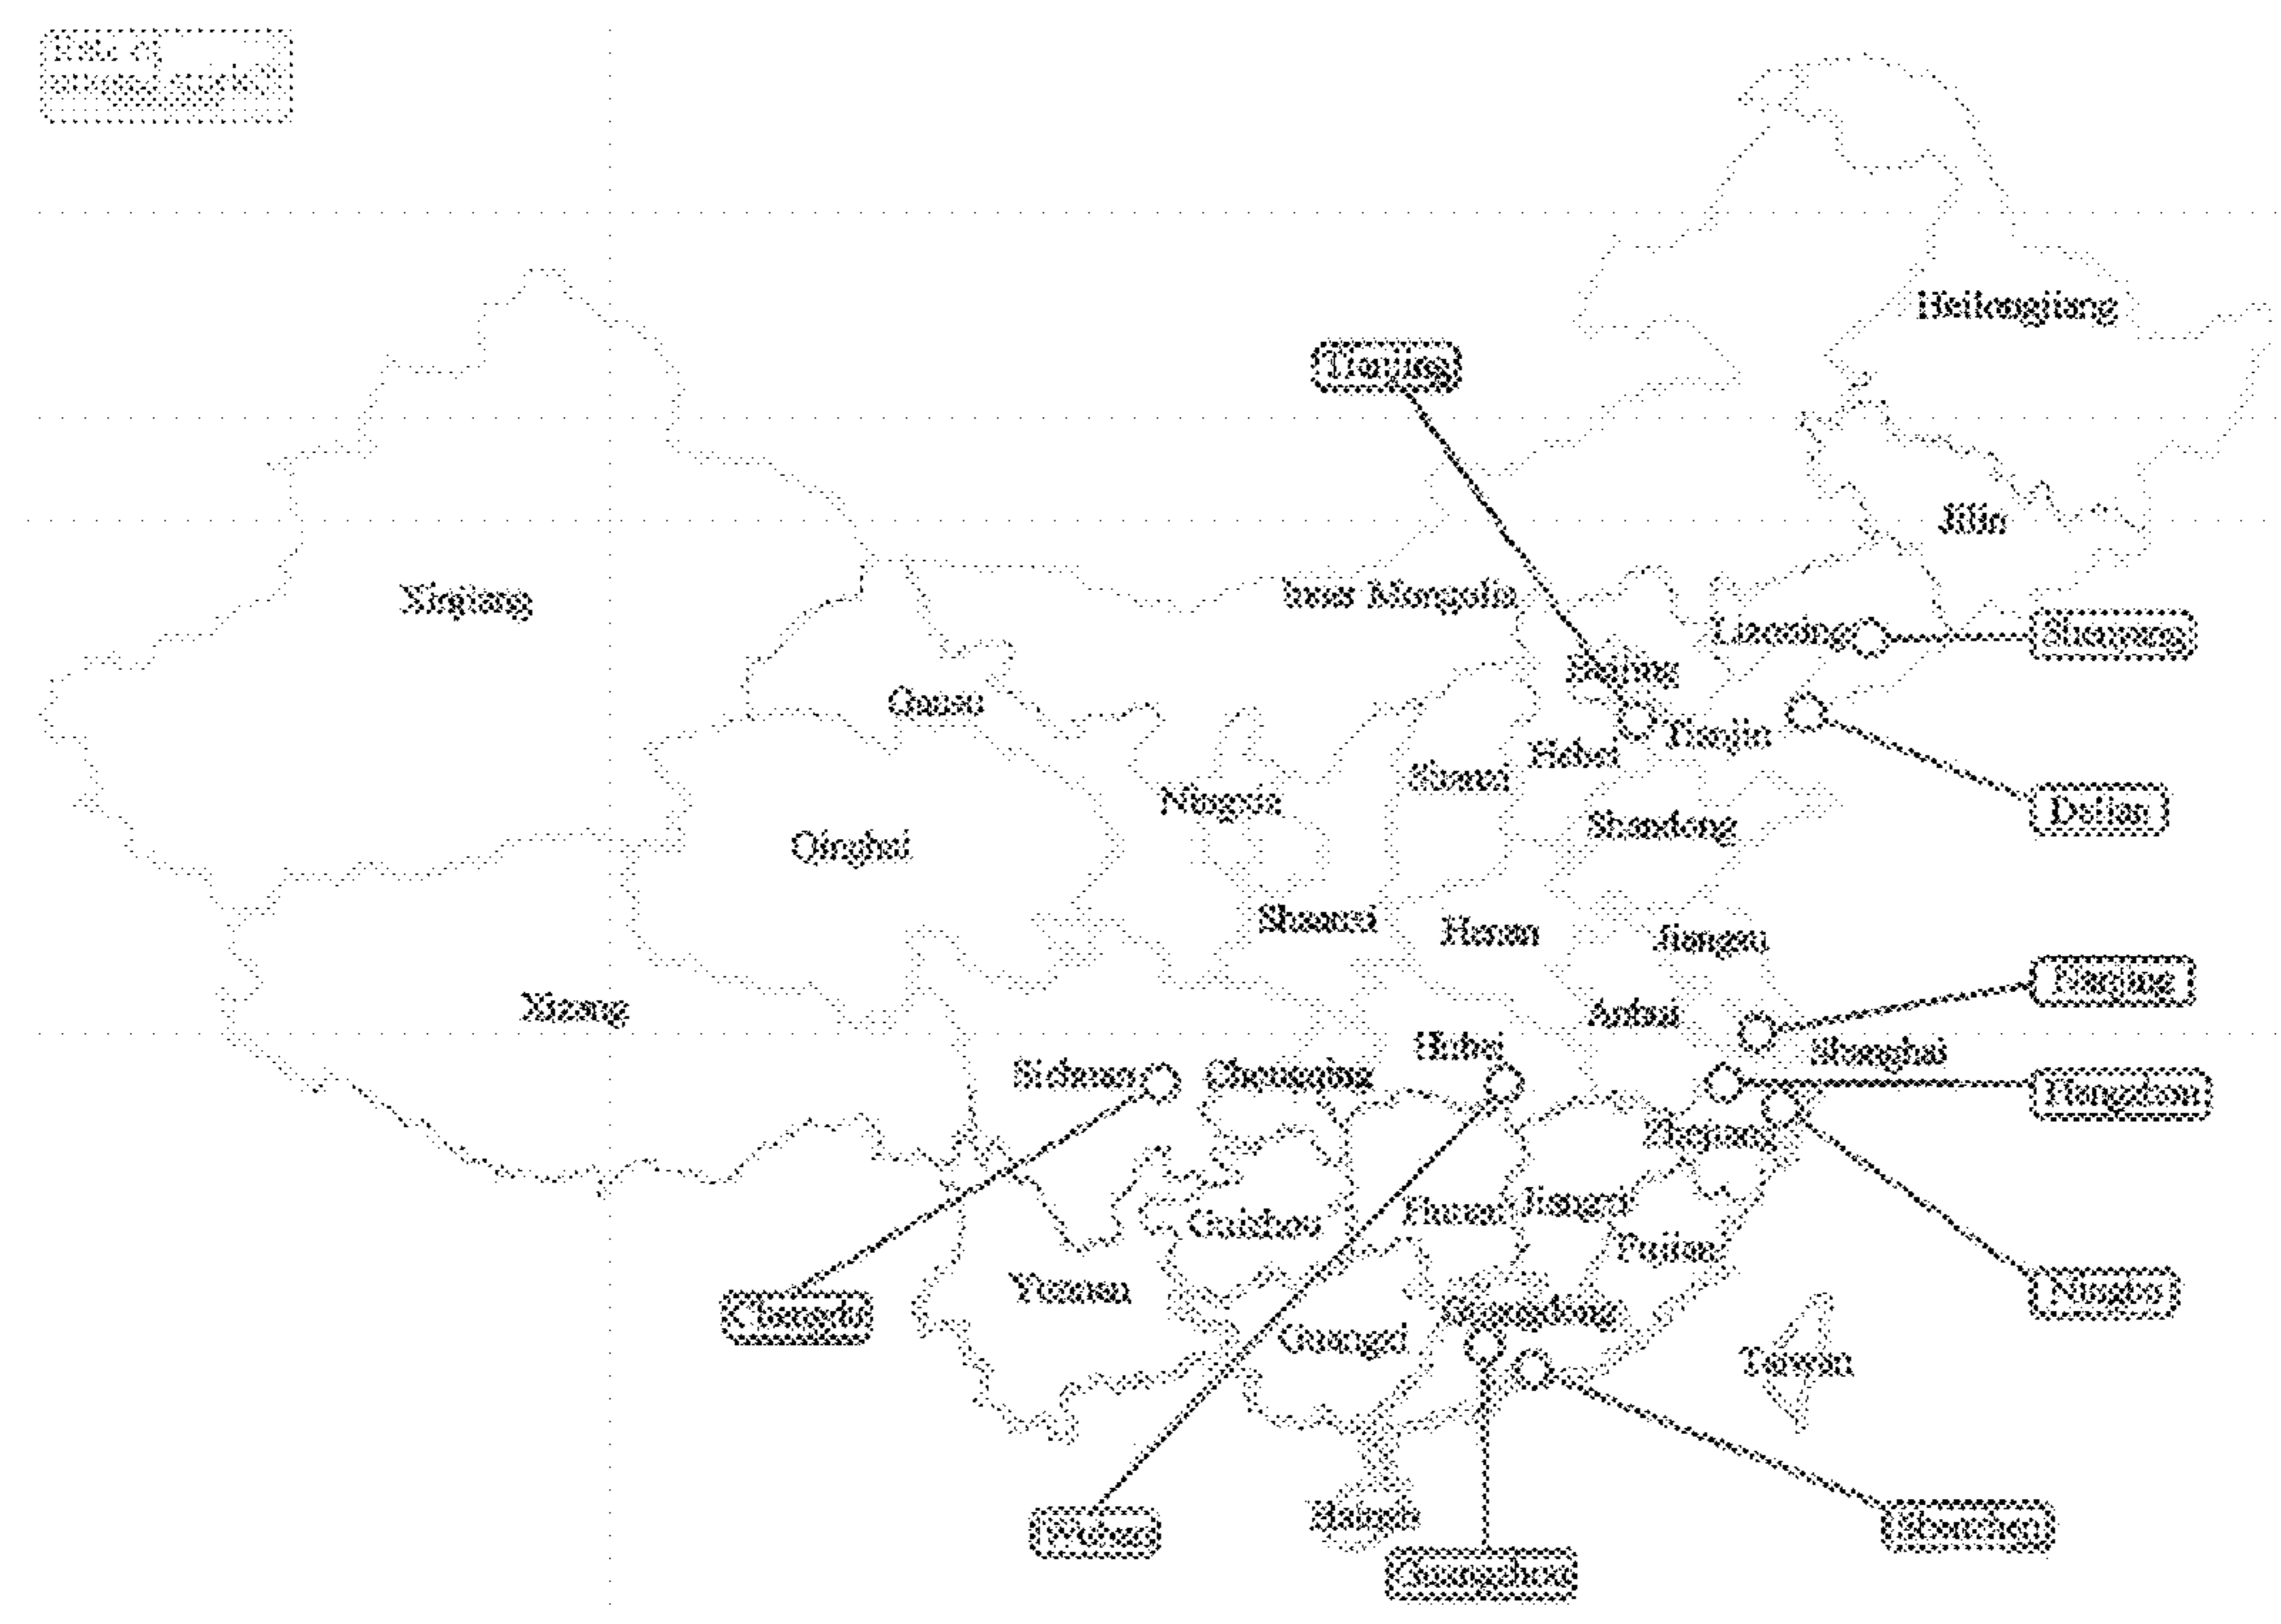 Heilongjiang
Jilin
Xinjiang
Inner Mongolia
Liaoning
Shenyang
Beijing
Gansu
Tianjin
Hebei
Shanxi
Dalian
Ningxia
Shandong
Qinghai
Shaanxi
Henan
Jiangsu
Nanjing
Xizang
Anhui
Hubei
Shanghai
Sichuan
Chongqing
Hangzhou
Zhejiang
Guizhou
Hunan
Jiangxi
Fujian
Yunnan
Ningbo
Chengdu
Guangdong
Guangxi
Taiwan
Hainan
Wuhan
Shenzhen
Guangzhou